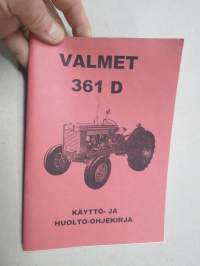 VALMET
361 D
KÄYTTÖ- JA
HUOLTO-OHJEKIRJA